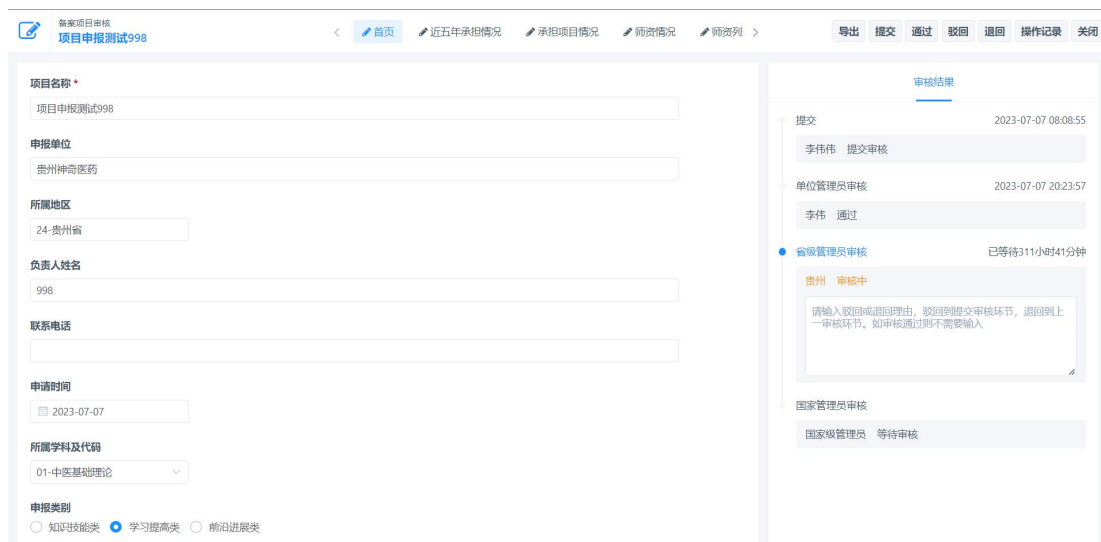 备案项目审核
项目申报测试998
首页 近五年承担情况 承担项目情况 师资情况 师资列
导出 提交 通过 驳回 退回 操作记录 关闭
项目名称 *
项目申报测试998
申报单位
贵州神奇医药
所属地区
24-贵州省
负责人姓名
998
联系电话
申请时间
2023-07-07
所属学科及代码
01-中医基础理论
申报类别
知识技能类 学习提高类 前沿进展类
审核结果
提交 2023-07-07 08:08:55
李伟伟 提交审核
单位管理员审核 2023-07-07 20:23:57
李伟 通过
省级管理员审核 已等待311小时41分钟
贵州 审核中
请输入驳回或退回理由，驳回到提交审核环节，退回到上
一审核环节。如审核通过则不需要输入
国家管理员审核
国家级管理员 等待审核